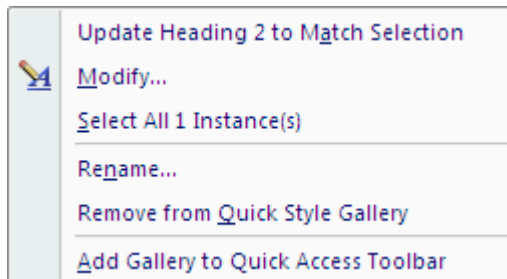 Update Heading 2 to Match Selection
Modify...
Select All 1 Instance(s)
Rename...
Remove from Quick Style Gallery
Add Gallery to Quick Access Toolbar